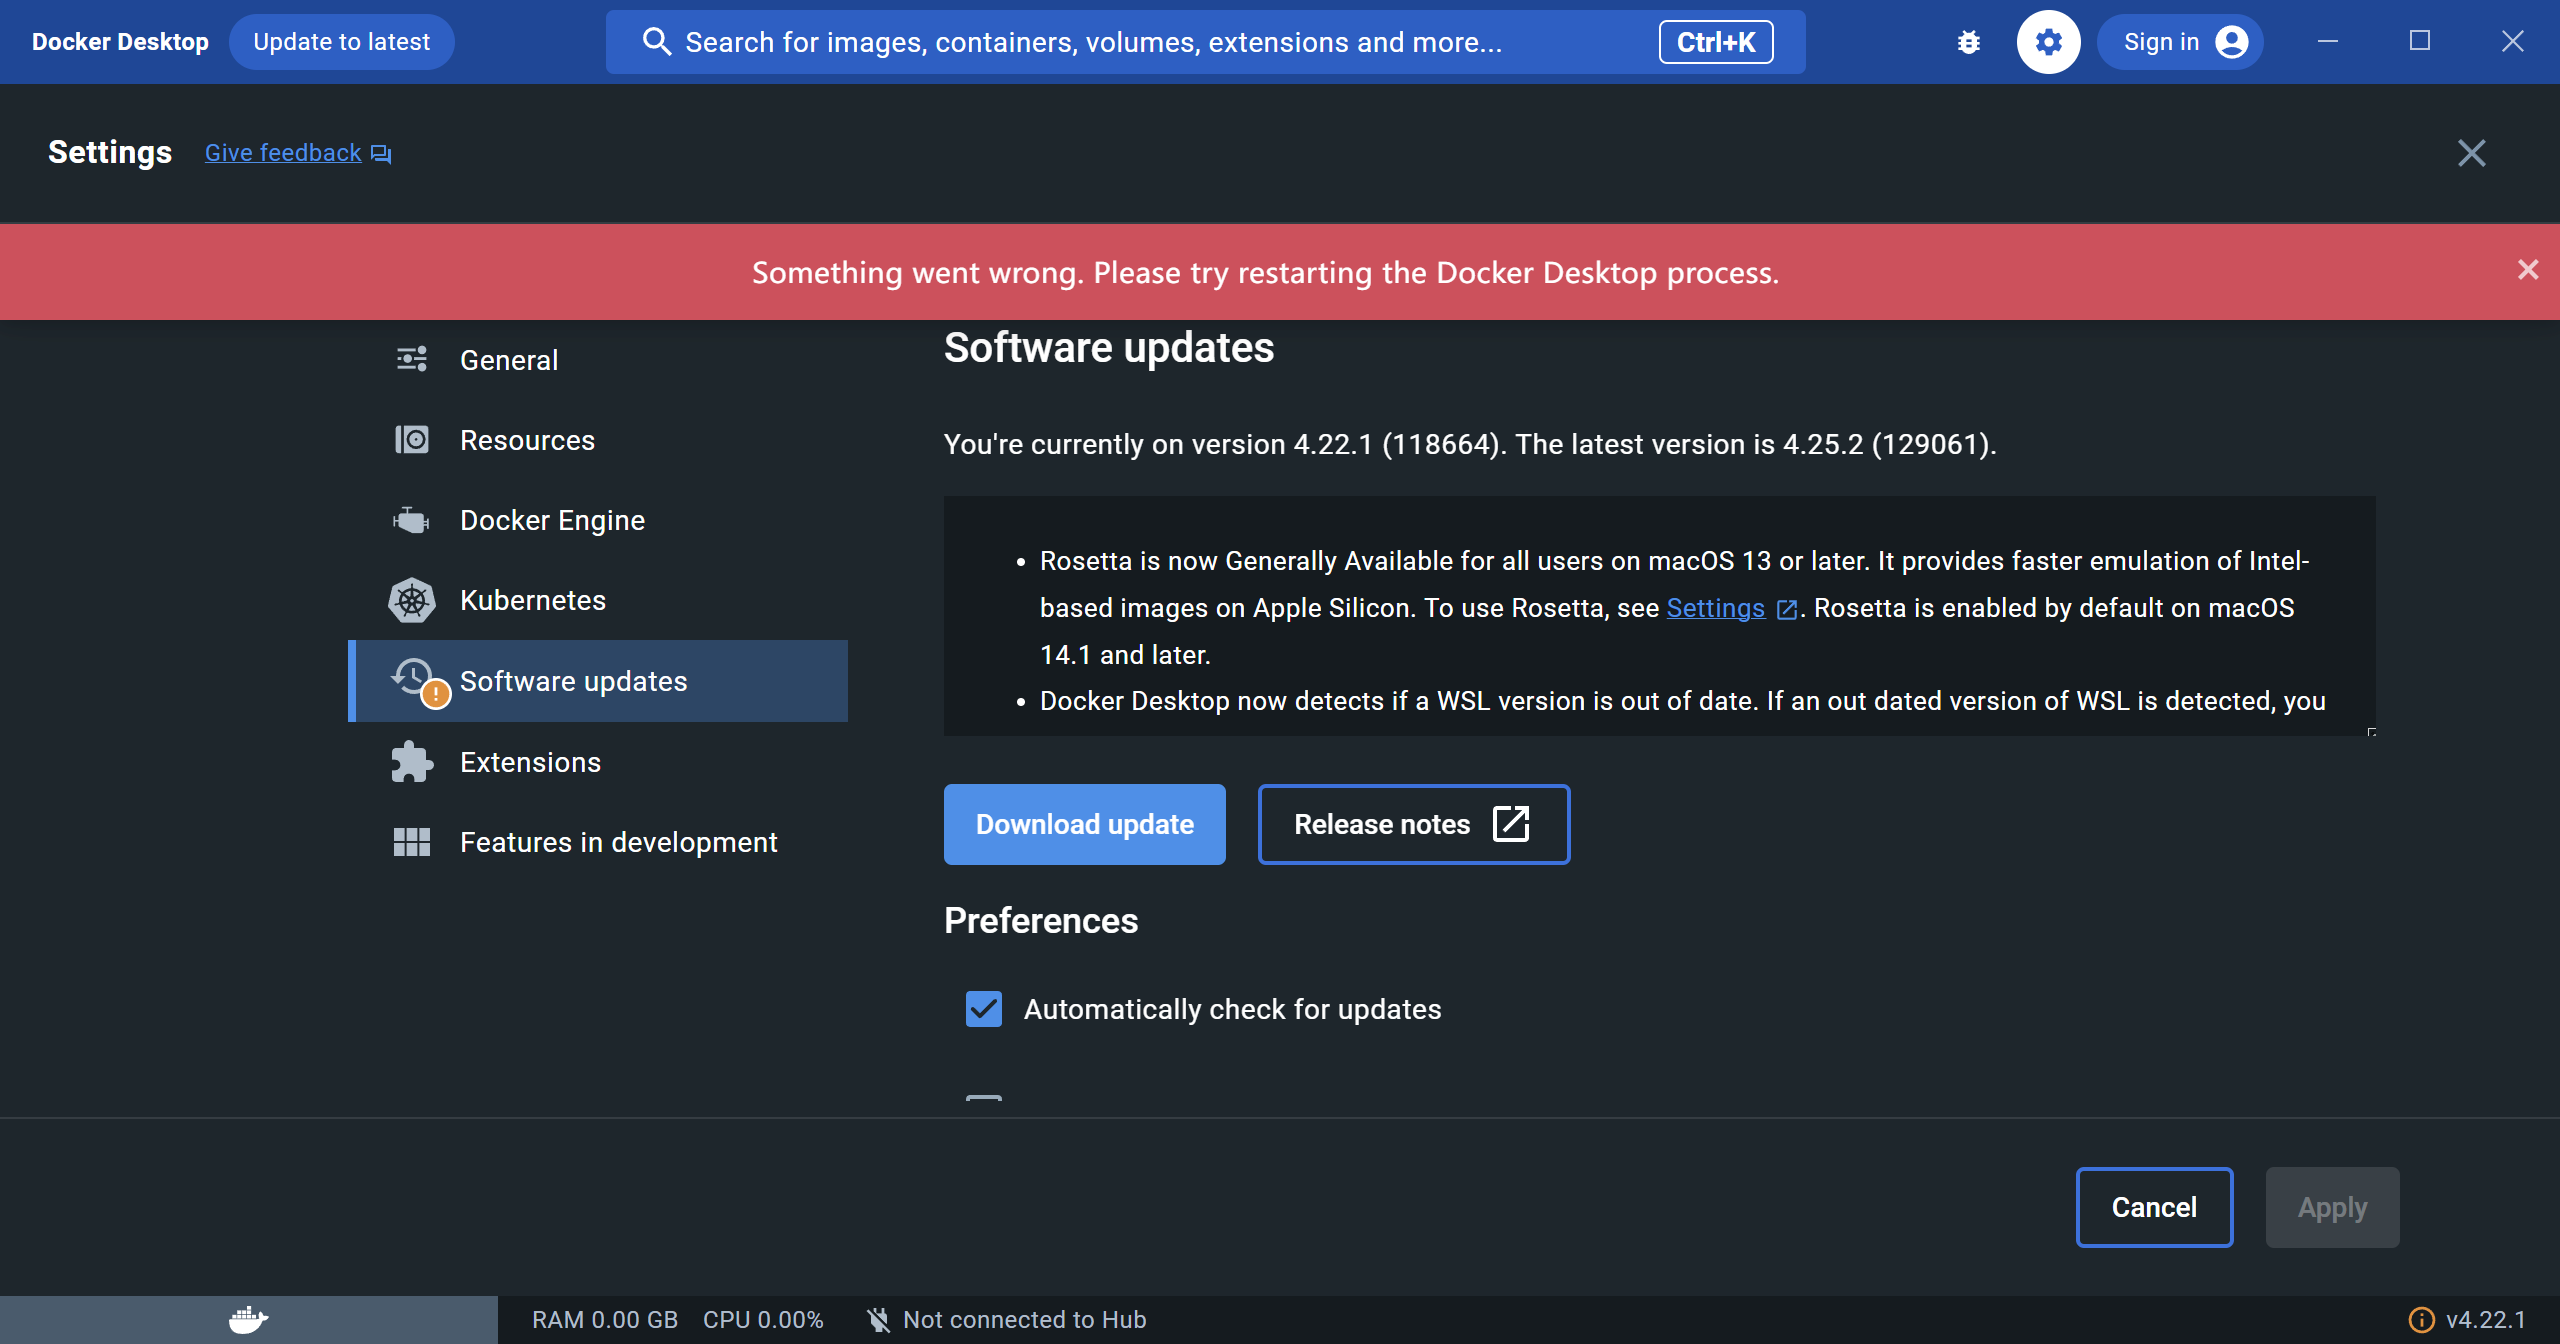 Docker Desktop
Update to latest
Search for images, containers, volumes, extensions and more...
Ctrl+K
Sign in
Settings
Give feedback
Something went wrong. Please try restarting the Docker Desktop process.
General
Resources
Docker Engine
Kubernetes
Software updates
Extensions
Features in development
Software updates
You're currently on version 4.22.1 (118664). The latest version is 4.25.2 (129061).
• Rosetta is now Generally Available for all users on macOS 13 or later. It provides faster emulation of Intel-
based images on Apple Silicon. To use Rosetta, see Settings . Rosetta is enabled by default on macOS
14.1 and later.
• Docker Desktop now detects if a WSL version is out of date. If an out dated version of WSL is detected, you
Download update
Release notes
Preferences
Automatically check for updates
Cancel
Apply
RAM 0.00 GB
CPU 0.00%
Not connected to Hub
v4.22.1